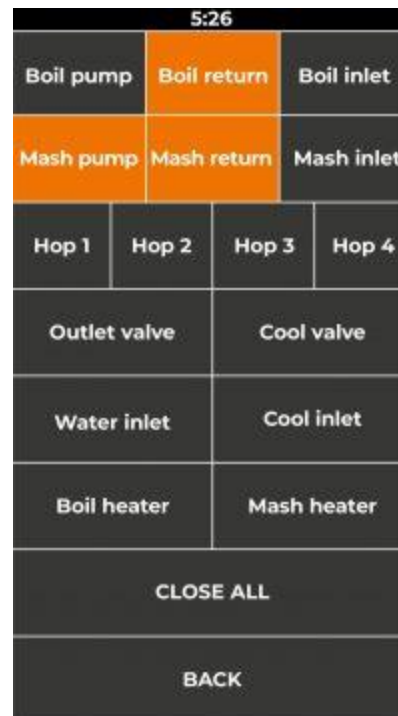 5:26
Boil pump Boil return Boil inlet
Mash pump Mash return Mash inlet
Hop 1 Hop 2 Hop 3 Hop 4
Outlet valve Cool valve
Water inlet Cool inlet
Boil heater Mash heater
CLOSE ALL
BACK